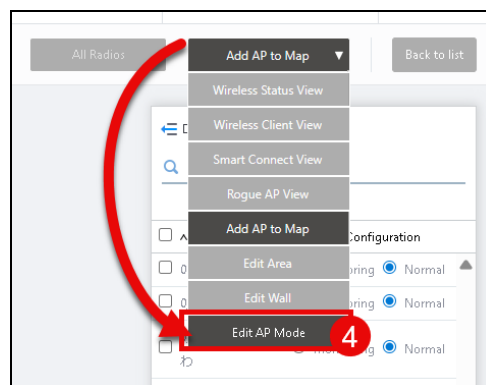 All Radios
Add AP to Map ▼
Back to list
Wireless Status View
Wireless Client View
Smart Connect View
Rogue AP View
Add AP to Map
Configuration
Edit Area
Normal
Edit Wall
Normal
Edit AP Mode
4
Normal
わ